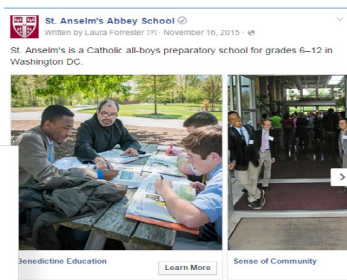 St. Anselm's Abbey School
Written by Laura Forrester [?] · November 16, 2015 ·
St. Anselm's is a Catholic all-boys preparatory school for grades 6–12 in
Washington DC.
Benedictine Education
Learn More
Sense of Community